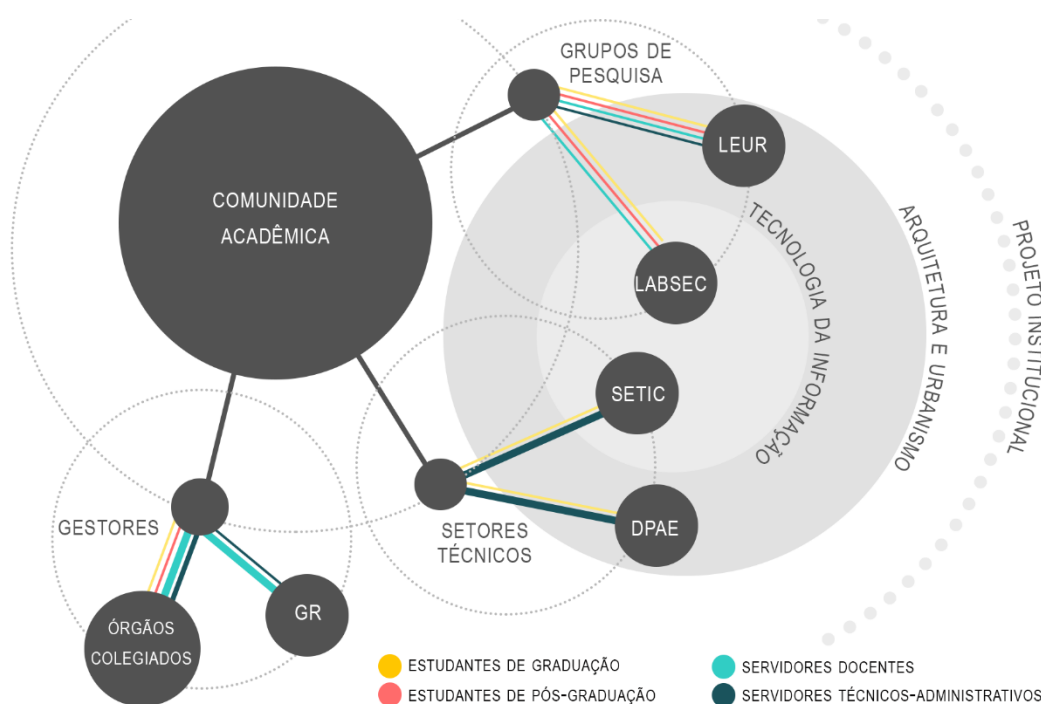 GRUPOS DE
PESQUISA
LEUR
COMUNIDADE
ACADÊMICA
LABSEC
TECNOLOGIA DA INFORMAÇÃO
ARQUITETURA E URBANISMO
PROJETO INSTITUCIONAL
SETIC
GESTORES
SETORES
TÉCNICOS
DPAE
GR
ÓRGÃOS
COLEGIADOS
ESTUDANTES DE GRADUAÇÃO
ESTUDANTES DE PÓS-GRADUAÇÃO
SERVIDORES DOCENTES
SERVIDORES TÉCNICOS-ADMINISTRATIVOS